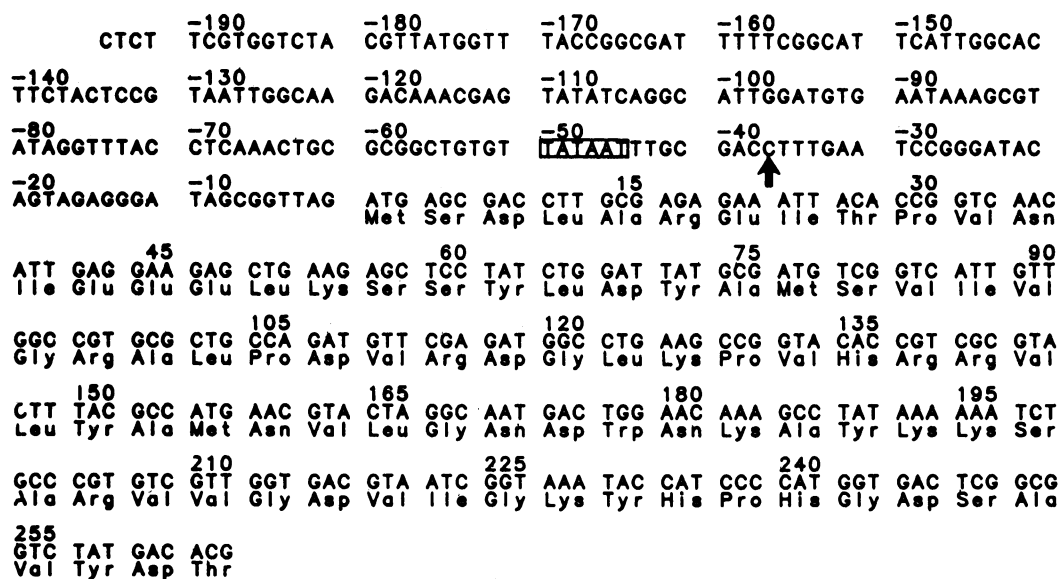 -190 -180 -170 -160 -150
CTCT TCGTGGTCTA CGTTATGGTT TACCGGCGAT TTTTCGGCAT TCATTGGCAC
-140 -130 -120 -110 -100 -90
TTCTACTCCG TAATTGGCAA GACAAACGAG TATATCAGGC ATTGGATGTG AATAAAGCGT
-80 -70 -60 -50 -40 -30
ATAGGTTTAC CTCAAACTGC GCGGCTGTGT TATAATTTGC GACCTTTGAA TCCGGGATAC
-20 -10 15 30
AGTAGAGGGA TAGCGGTTAG ATG AGC GAC CTT GCG AGA GAA ATT ACA CCG GTC AAC
Met Ser Asp Leu Ala Arg Glu Ile Thr Pro Val Asn
45 60 75 90
ATT GAG GAA GAG CTG AAG AGC TCC TAT CTG GAT TAT GCG ATG TCG GTC ATT GTT
Ile Glu Glu Glu Leu Lys Ser Ser Tyr Leu Asp Tyr Ala Met Ser Val Ile Val
105 120 135
GGC CGT GCG CTG CCA GAT GTT CGA GAT GGC CTG AAG CCG GTA CAC CGT CGC GTA
Gly Arg Ala Leu Pro Asp Val Arg Asp Gly Leu Lys Pro Val His Arg Arg Val
150 165 180 195
CTT TAC GCC ATG AAC GTA CTA GGC AAT GAC TGG AAC AAA GCC TAT AAA AAA TCT
Leu Tyr Ala Met Asn Val Leu Gly Asn Asp Trp Asn Lys Ala Tyr Lys Lys Ser
210 225 240
GCC CGT GTC GTT GGT GAC GTA ATC GGT AAA TAC CAT CCC CAT GGT GAC TCG GCG
Ala Arg Val Val Gly Asp Val Ile Gly Lys Tyr His Pro His Gly Asp Ser Ala
255
GTC TAT GAC ACG
Val Tyr Asp Thr